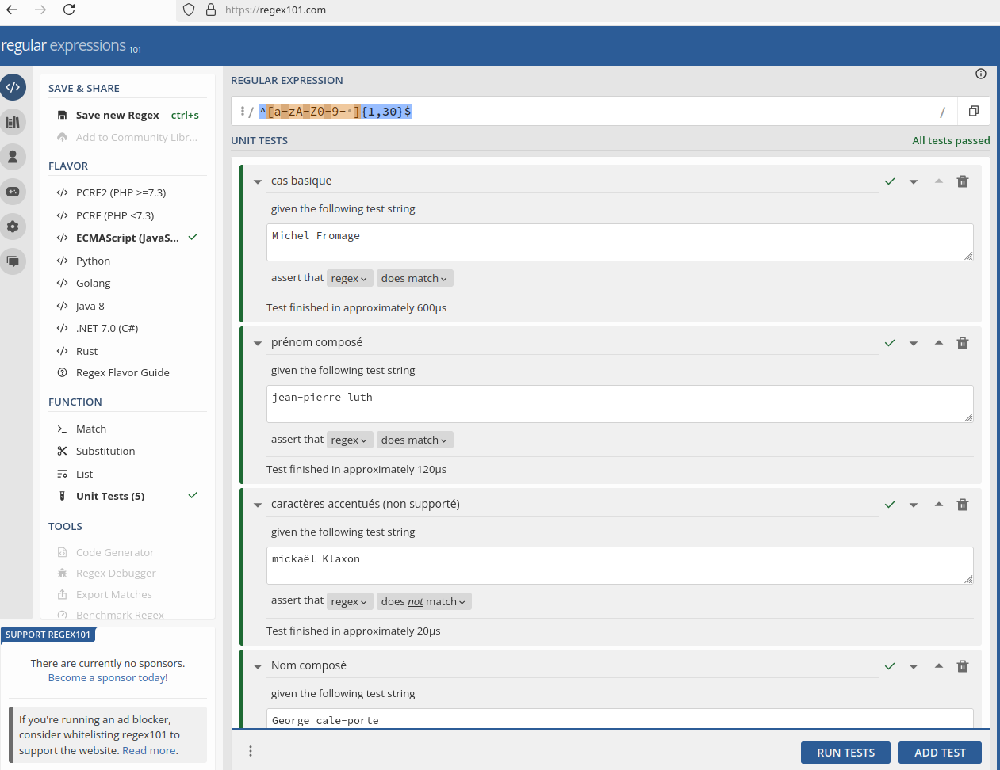 https://regex101.com
regular expressions 101
SAVE & SHARE
Save new Regex ctrl+s
Add to Community Libr...
FLAVOR
PCRE2 (PHP >=7.3)
PCRE (PHP <7.3)
ECMAScript (JavaS...
Python
Golang
Java 8
.NET 7.0 (C#)
Rust
Regex Flavor Guide
FUNCTION
Match
Substitution
List
Unit Tests (5)
TOOLS
Code Generator
Regex Debugger
Export Matches
Benchmark Regex
SUPPORT REGEX101
There are currently no sponsors.
Become a sponsor today!
If you're running an ad blocker,
consider whitelisting regex101 to
support the website. Read more.
REGULAR EXPRESSION
/ ^[a-zA-Z0-9-·]{1,30}$ /
UNIT TESTS All tests passed
cas basique
given the following test string
Michel Fromage
assert that regex does match
Test finished in approximately 600μs
prénom composé
given the following test string
jean-pierre luth
assert that regex does match
Test finished in approximately 120μs
caractères accentués (non supporté)
given the following test string
mickaël Klaxon
assert that regex does not match
Test finished in approximately 20μs
Nom composé
given the following test string
George cale-porte
RUN TESTS ADD TEST